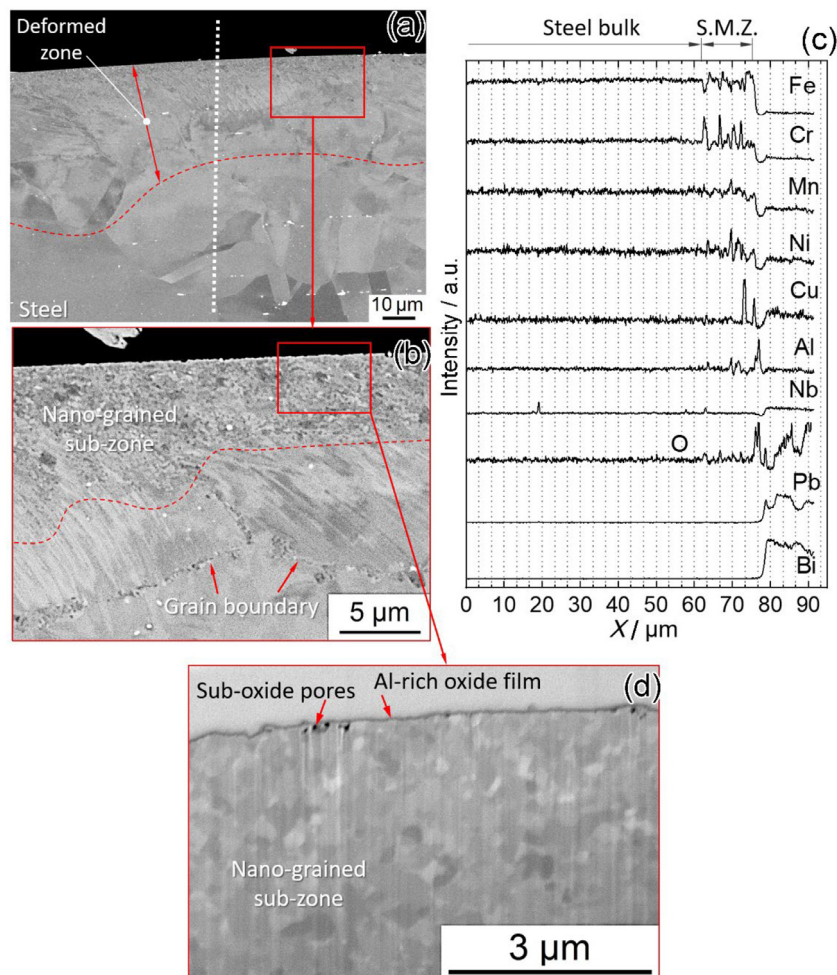 Deformed
zone
(a)
Steel
10 µm
(b)
Nano-grained
sub-zone
Grain boundary
5 µm
Steel bulk
S.M.Z.
(c)
Fe
Cr
Mn
Ni
Cu
Al
Nb
O
Pb
Bi
Intensity / a.u.
0 10 20 30 40 50 60 70 80 90
X / µm
Sub-oxide pores
Al-rich oxide film
(d)
Nano-grained
sub-zone
3 µm